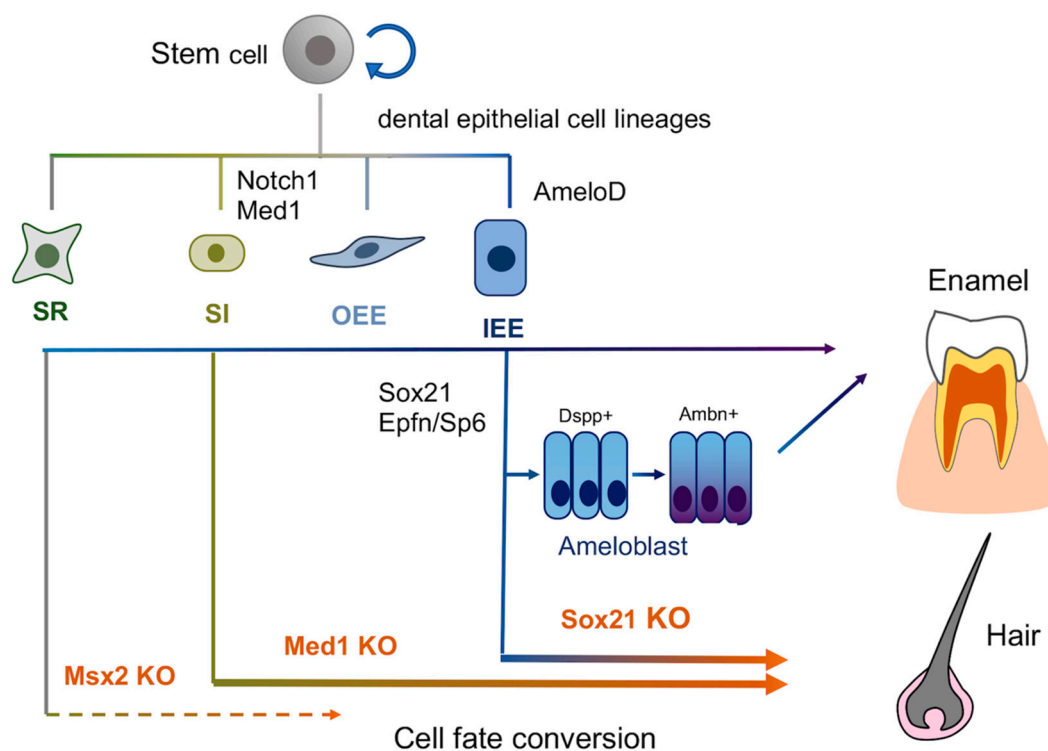 Stem cell
dental epithelial cell lineages
Notch1
Med1
AmeloD
SR
SI
OEE
IEE
Enamel
Sox21
Epfn/Sp6
Dspp+
Ambn+
Ameloblast
Sox21 KO
Med1 KO
Msx2 KO
Hair
Cell fate conversion